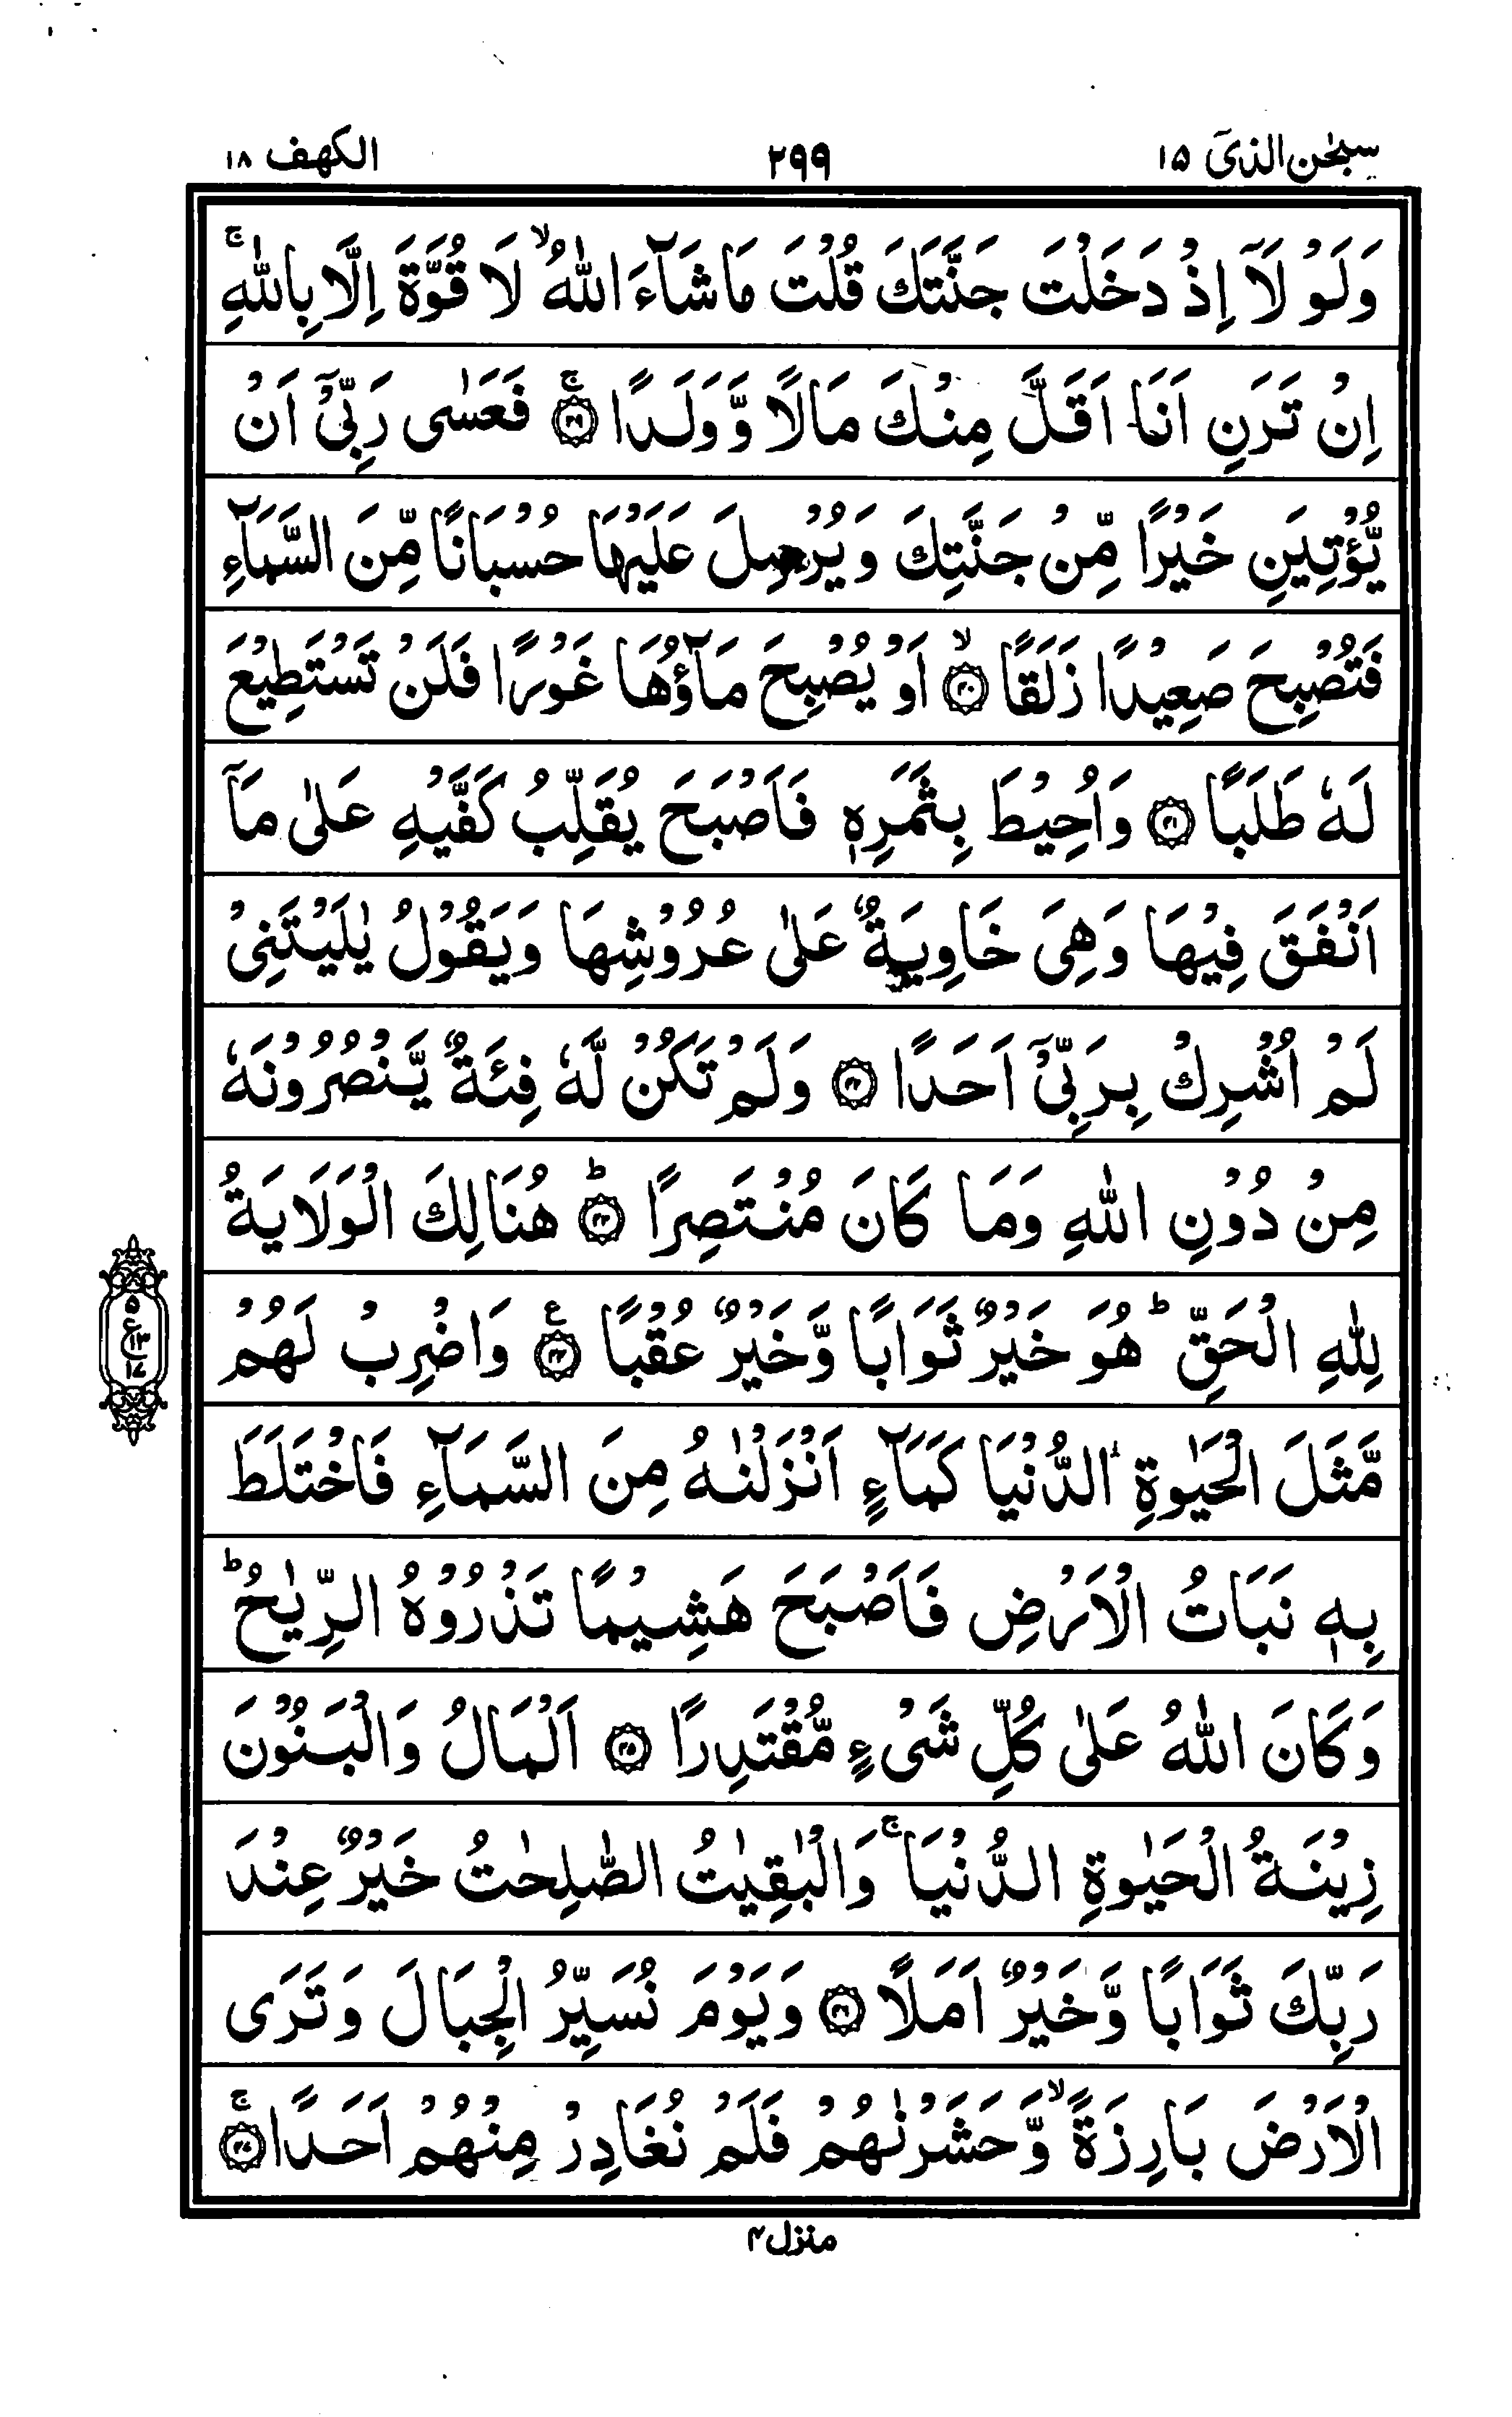 سبحٰن الذیٓ ١٥
٢٩٩
الكهف ١٨
وَلَوْ لَاۤ اِذْ دَخَلْتَ جَنَّتَكَ قُلْتَ مَا شَآءَ اللّٰهُ ۙ لَا قُوَّةَ اِلَّا بِاللّٰهِ ۚ
اِنْ تَرَنِ اَنَا اَقَلَّ مِنْكَ مَالًا وَّوَلَدًا ۚ ﴿٣٩﴾ فَعَسٰى رَبِّیْۤ اَنْ
یُّؤْتِیَنِ خَیْرًا مِّنْ جَنَّتِكَ وَیُرْسِلَ عَلَیْهَا حُسْبَانًا مِّنَ السَّمَآءِ
فَتُصْبِحَ صَعِیْدًا زَلَقًا ۙ ﴿٤٠﴾ اَوْ یُصْبِحَ مَآؤُهَا غَوْرًا فَلَنْ تَسْتَطِیْعَ
لَهٗ طَلَبًا ﴿٤١﴾ وَاُحِیْطَ بِثَمَرِهٖ فَاَصْبَحَ یُقَلِّبُ كَفَّیْهِ عَلٰى مَاۤ
اَنْفَقَ فِیْهَا وَهِیَ خَاوِیَةٌ عَلٰى عُرُوْشِهَا وَیَقُوْلُ یٰلَیْتَنِیْ
لَمْ اُشْرِكْ بِرَبِّیْۤ اَحَدًا ﴿٤٢﴾ وَلَمْ تَكُنْ لَّهٗ فِئَةٌ یَّنْصُرُوْنَهٗ
مِنْ دُوْنِ اللّٰهِ وَمَا كَانَ مُنْتَصِرًا ؕ ﴿٤٣﴾ هُنَالِكَ الْوَلَایَةُ
لِلّٰهِ الْحَقِّ ؕ هُوَ خَیْرٌ ثَوَابًا وَّخَیْرٌ عُقْبًا ﴿٤٤﴾ ع وَاضْرِبْ لَهُمْ
مَّثَلَ الْحَیٰوةِ الدُّنْیَا كَمَآءٍ اَنْزَلْنٰهُ مِنَ السَّمَآءِ فَاخْتَلَطَ
بِهٖ نَبَاتُ الْاَرْضِ فَاَصْبَحَ هَشِیْمًا تَذْرُوْهُ الرِّیٰحُ ؕ
وَكَانَ اللّٰهُ عَلٰى كُلِّ شَیْءٍ مُّقْتَدِرًا ﴿٤٥﴾ اَلْمَالُ وَالْبَنُوْنَ
زِیْنَةُ الْحَیٰوةِ الدُّنْیَا ۚ وَالْبٰقِیٰتُ الصّٰلِحٰتُ خَیْرٌ عِنْدَ
رَبِّكَ ثَوَابًا وَّخَیْرٌ اَمَلًا ﴿٤٦﴾ وَیَوْمَ نُسَیِّرُ الْجِبَالَ وَتَرَى
الْاَرْضَ بَارِزَةً ۙ وَّحَشَرْنٰهُمْ فَلَمْ نُغَادِرْ مِنْهُمْ اَحَدًا ۚ ﴿٤٧﴾
٥
ع ١٣
١٧
منزل ٤